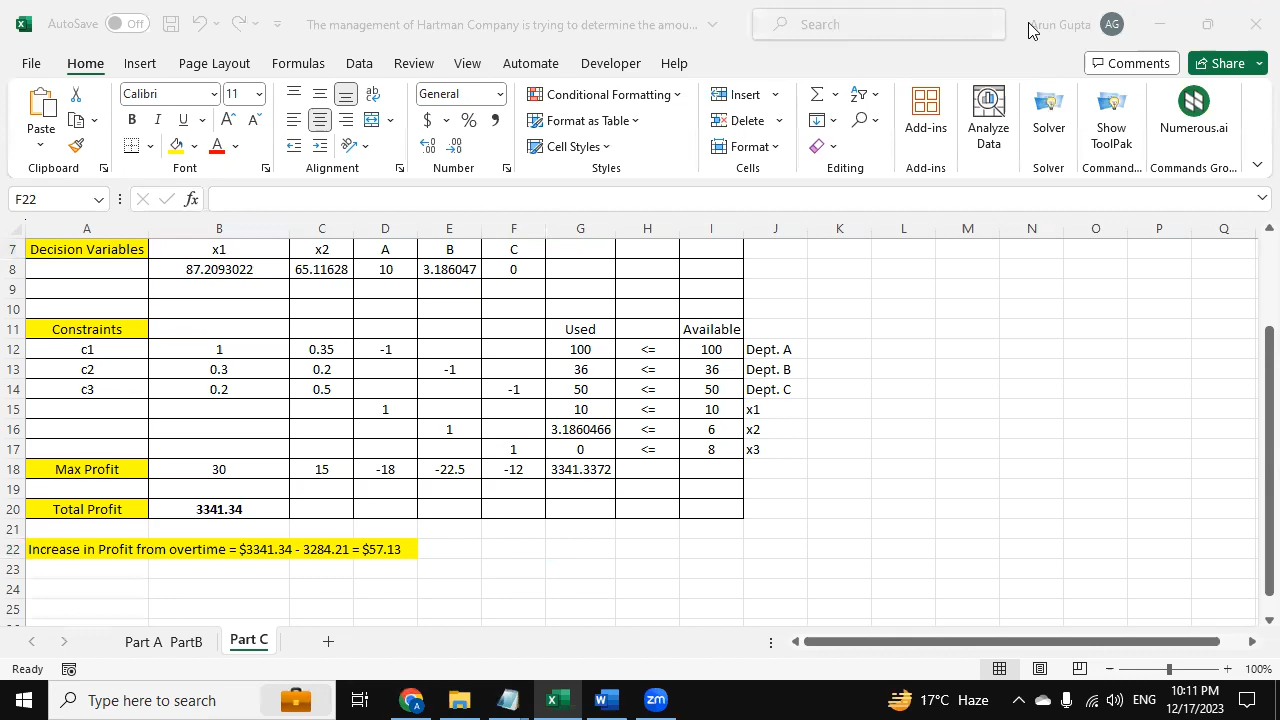 AutoSave Off The management of Hartman Company is trying to determine the amou... Search Arun Gupta AG
File Home Insert Page Layout Formulas Data Review View Automate Developer Help Comments Share
Calibri 11 General Conditional Formatting Insert
Paste B I U A A $ % Format as Table Delete Add-ins Analyze Data Solver Show ToolPak Numerous.ai
Cell Styles Format
Clipboard Font Alignment Number Styles Cells Editing Add-ins Solver Command... Commands Gro...
F22 fx
A B C D E F G H I J K L M N O P Q
7 Decision Variables x1 x2 A B C
8 87.2093022 65.11628 10 3.186047 0
9
10
11 Constraints Used Available
12 c1 1 0.35 -1 100 <= 100 Dept. A
13 c2 0.3 0.2 -1 36 <= 36 Dept. B
14 c3 0.2 0.5 -1 50 <= 50 Dept. C
15 1 10 <= 10 x1
16 1 3.1860466 <= 6 x2
17 1 0 <= 8 x3
18 Max Profit 30 15 -18 -22.5 -12 3341.3372
19
20 Total Profit 3341.34
21
22 Increase in Profit from overtime = $3341.34 - 3284.21 = $57.13
23
24
25
Part A PartB Part C
Ready 100%
Type here to search 17°C Haze ENG 10:11 PM
12/17/2023